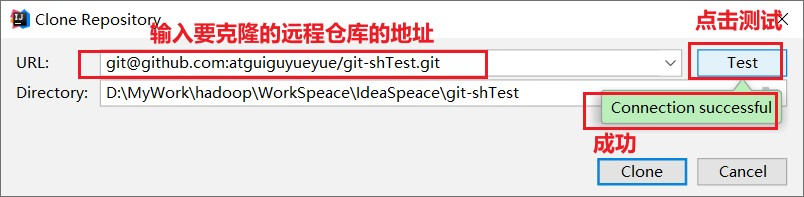 Clone Repository
输入要克隆的远程仓库的地址
点击测试
URL: git@github.com:atguiguyueyue/git-shTest.git Test
Directory: D:\MyWork\hadoop\WorkSpeace\IdeaSpeace\git-shTest
Connection successful
成功
Clone Cancel